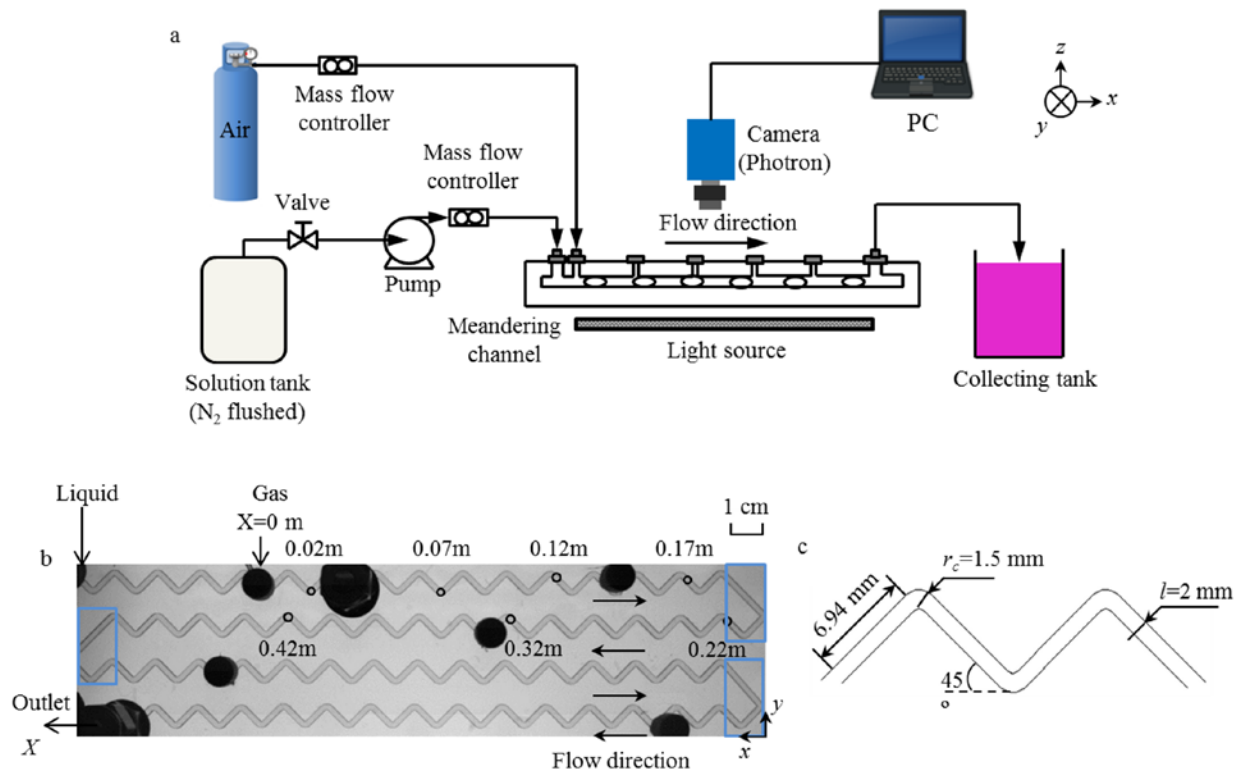 a
Air
Mass flow
controller
Mass flow
controller
Valve
Pump
Solution tank
(N₂ flushed)
Camera
(Photron)
PC
z
x
y
Flow direction
Meandering
channel
Light source
Collecting tank
b
Liquid
Gas
X=0 m
0.02m
0.07m
0.12m
0.17m
1 cm
0.42m
0.32m
0.22m
Outlet
X
y
x
Flow direction
c
6.94 mm
r_c=1.5 mm
l=2 mm
45
o